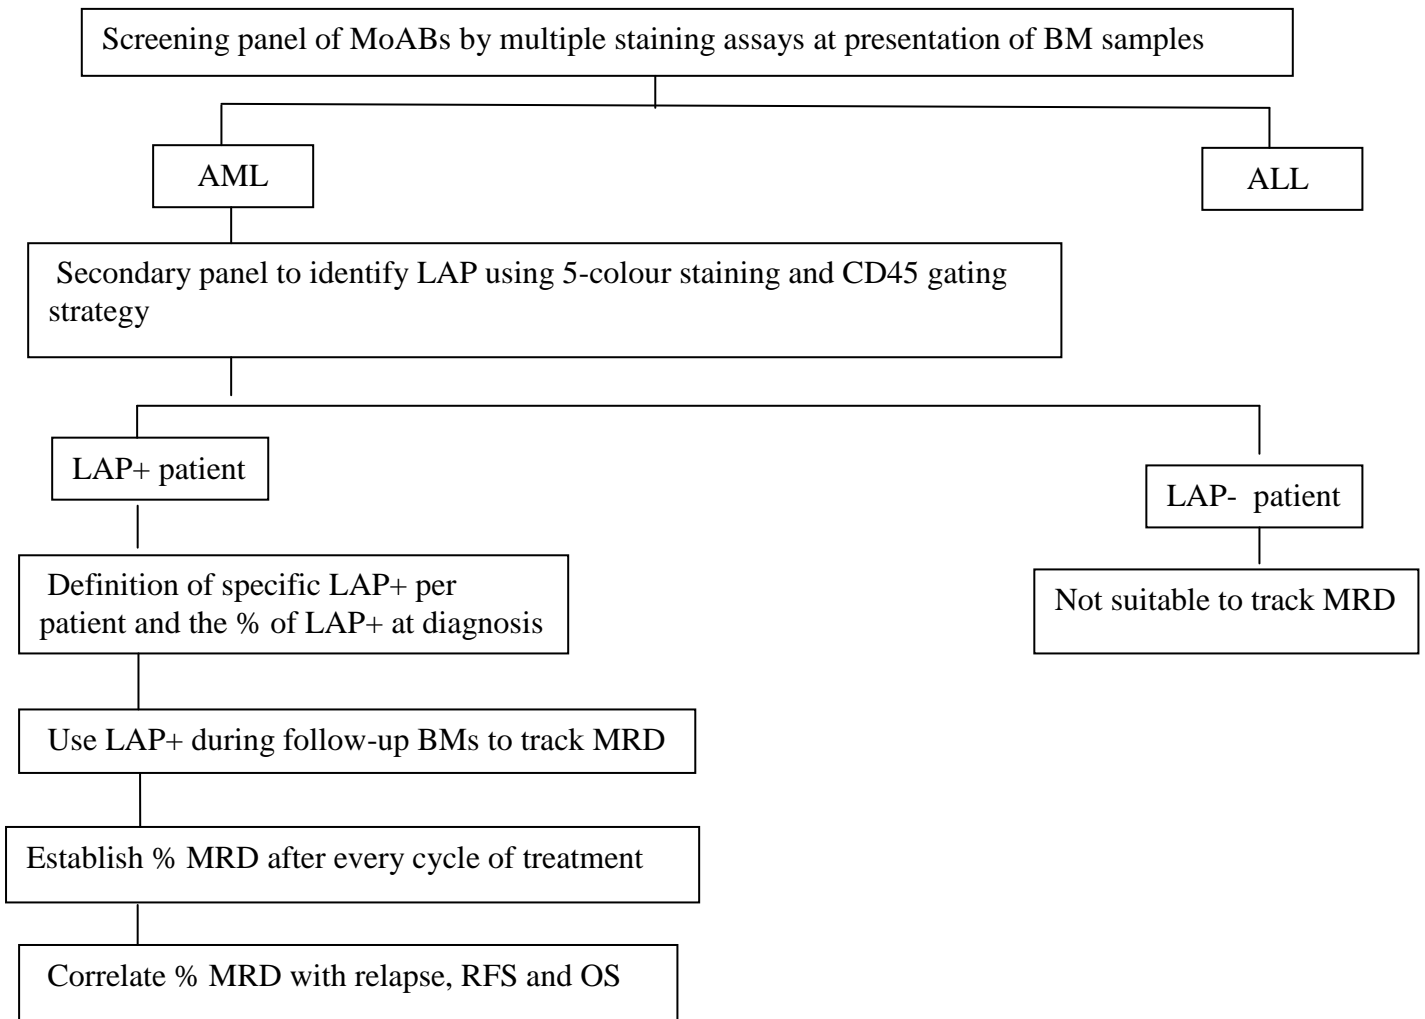 Screening panel of MoABs by multiple staining assays at presentation of BM samples
AML
ALL
Secondary panel to identify LAP using 5-colour staining and CD45 gating
strategy
LAP+ patient
LAP- patient
Definition of specific LAP+ per
patient and the % of LAP+ at diagnosis
Not suitable to track MRD
Use LAP+ during follow-up BMs to track MRD
Establish % MRD after every cycle of treatment
Correlate % MRD with relapse, RFS and OS